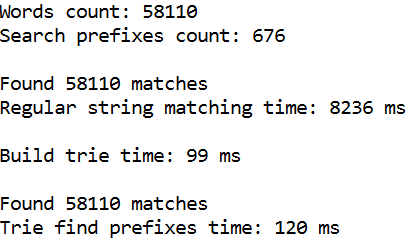 Words count: 58110
Search prefixes count: 676
Found 58110 matches
Regular string matching time: 8236 ms
Build trie time: 99 ms
Found 58110 matches
Trie find prefixes time: 120 ms